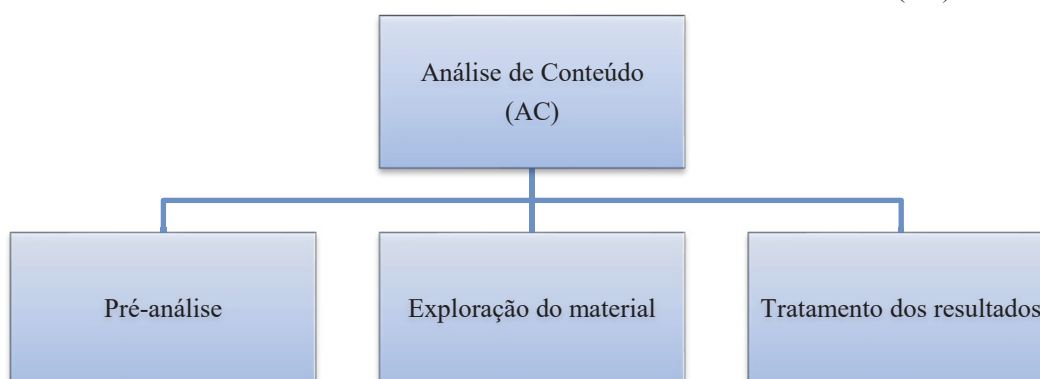 Análise de Conteúdo
(AC)
Pré-análise
Exploração do material
Tratamento dos resultados